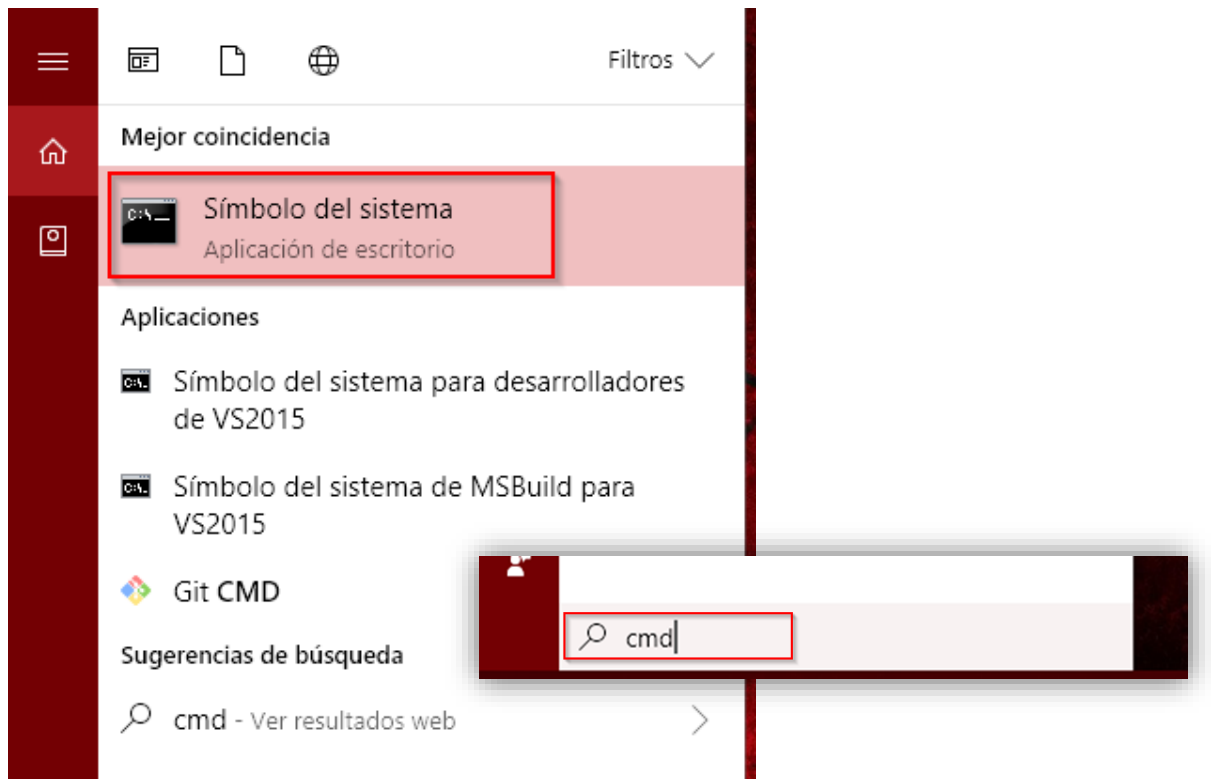 Filtros
Mejor coincidencia
C:\_
Símbolo del sistema
Aplicación de escritorio
Aplicaciones
C:\_
Símbolo del sistema para desarrolladores
de VS2015
C:\_
Símbolo del sistema de MSBuild para
VS2015
Git CMD
Sugerencias de búsqueda
cmd - Ver resultados web
cmd